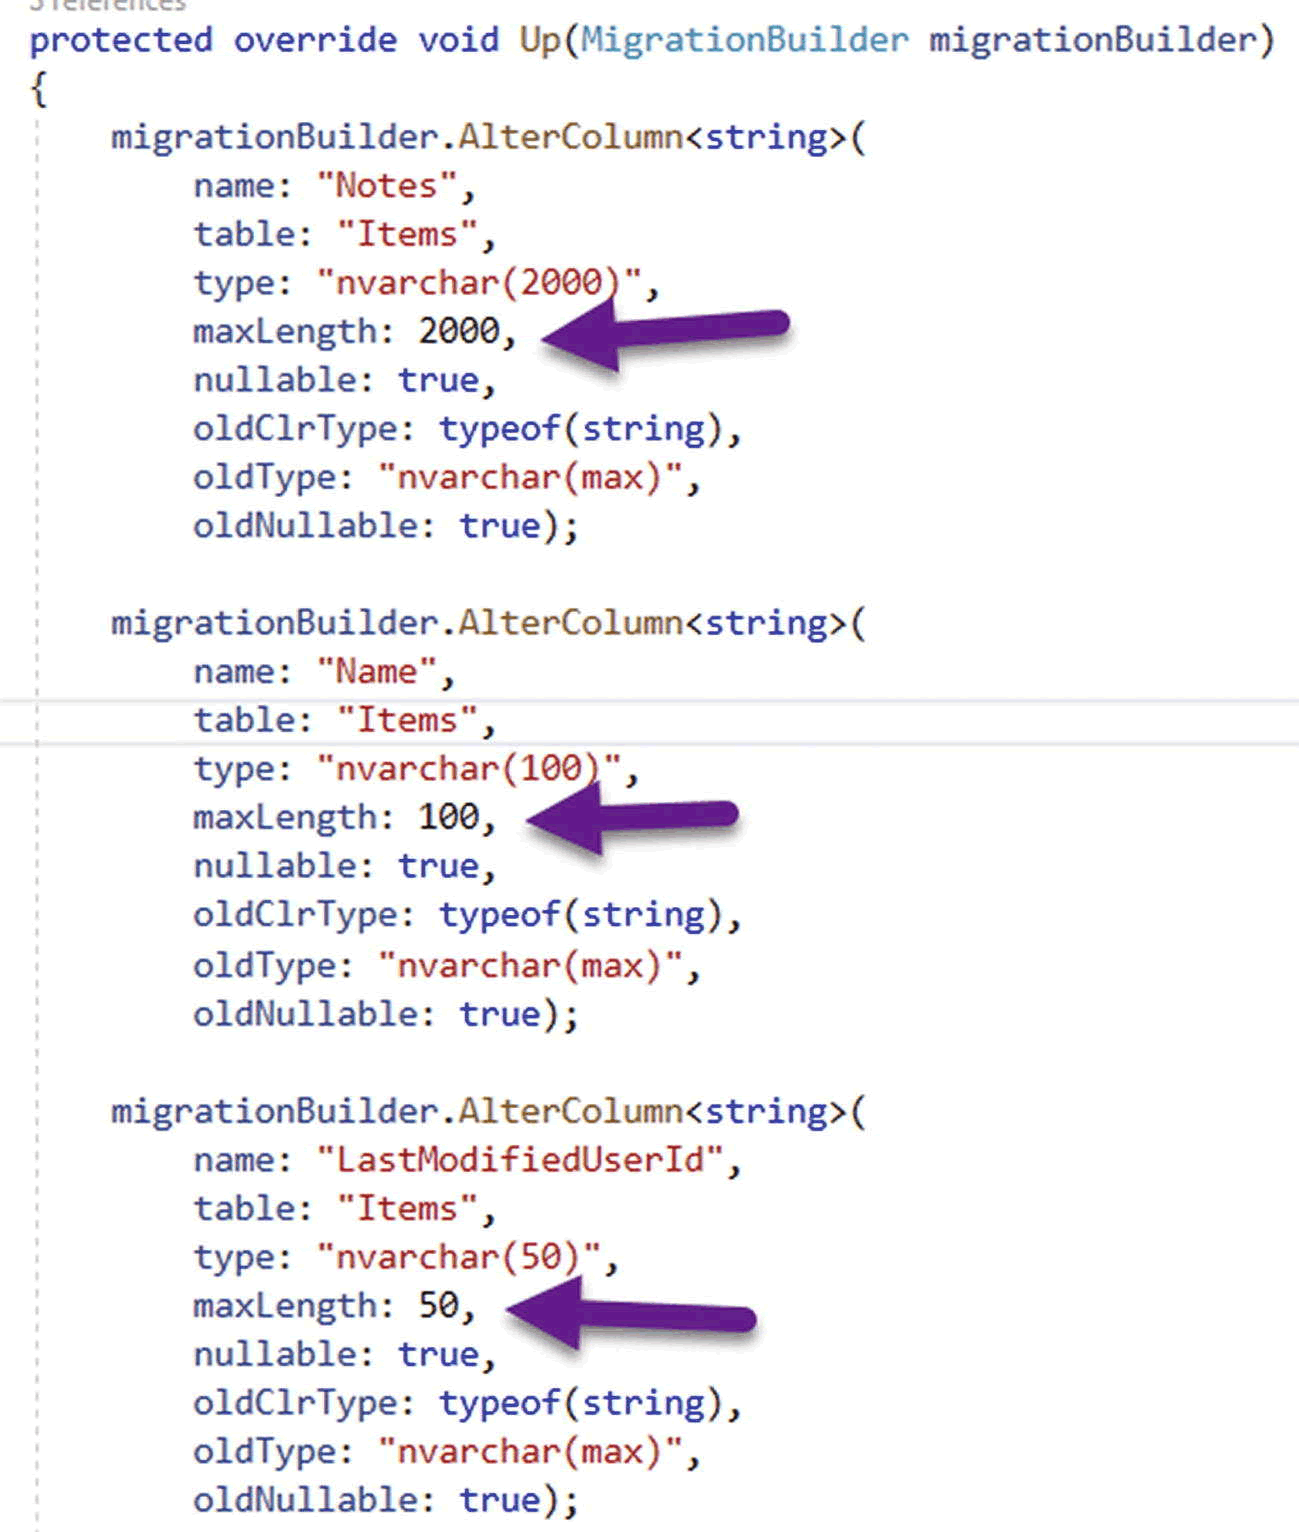 references
protected override void Up(MigrationBuilder migrationBuilder)
{
migrationBuilder.AlterColumn<string>(
name: "Notes",
table: "Items",
type: "nvarchar(2000)",
maxLength: 2000,
nullable: true,
oldClrType: typeof(string),
oldType: "nvarchar(max)",
oldNullable: true);
migrationBuilder.AlterColumn<string>(
name: "Name",
table: "Items",
type: "nvarchar(100)",
maxLength: 100,
nullable: true,
oldClrType: typeof(string),
oldType: "nvarchar(max)",
oldNullable: true);
migrationBuilder.AlterColumn<string>(
name: "LastModifiedUserId",
table: "Items",
type: "nvarchar(50)",
maxLength: 50,
nullable: true,
oldClrType: typeof(string),
oldType: "nvarchar(max)",
oldNullable: true);